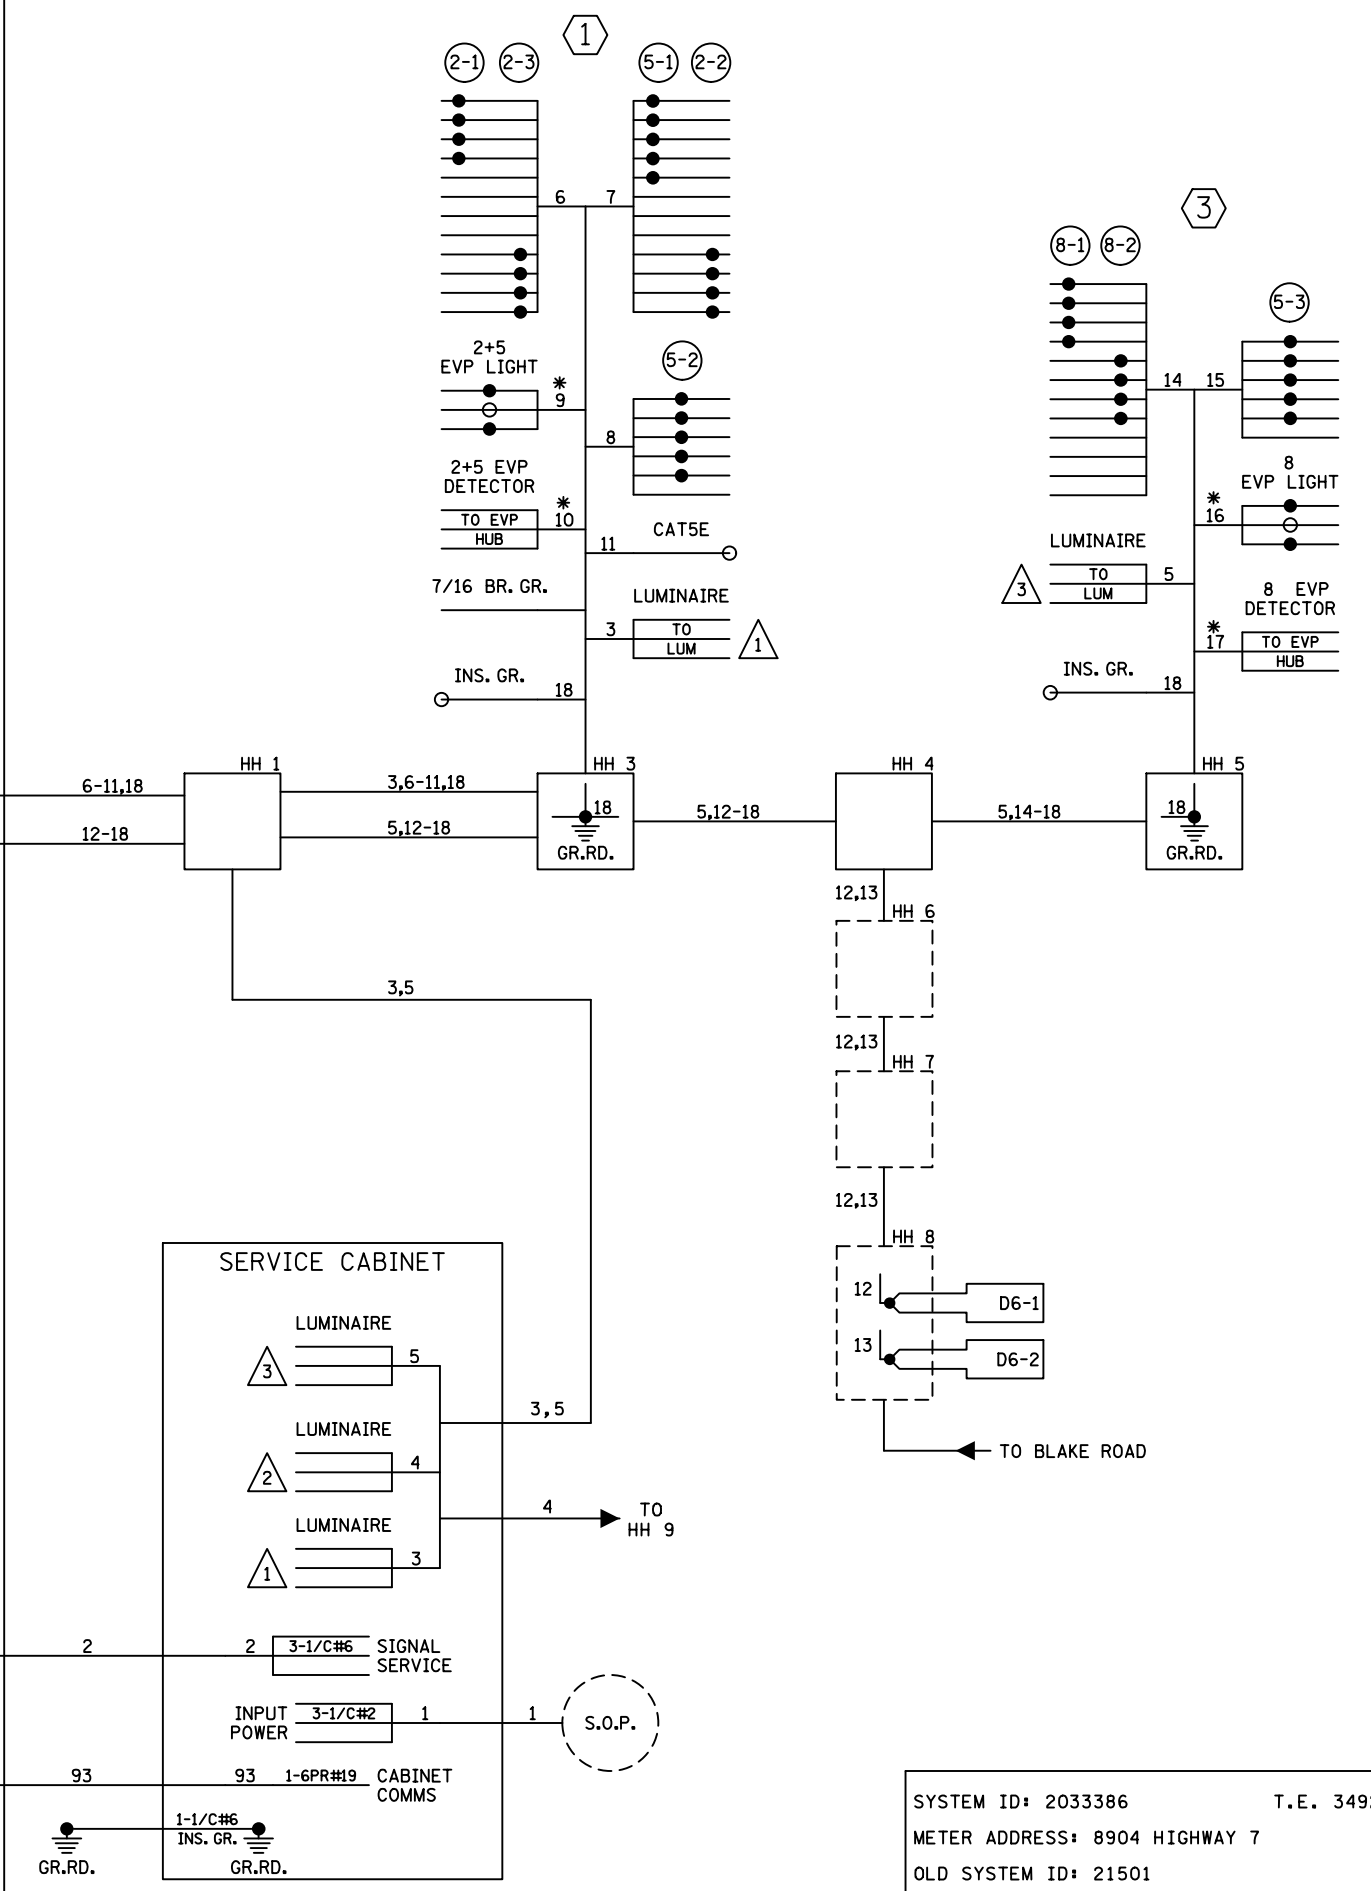 1
2-1 2-3 5-1 2-2
6 7
3
8-1 8-2
5-3
2+5
EVP LIGHT
*
9
5-2
8
14 15
2+5 EVP
DETECTOR
*
10
TO EVP
HUB
11
CAT5E
8
EVP LIGHT
*
16
7/16 BR. GR.
LUMINAIRE
3
TO
LUM
1
LUMINAIRE
3
TO
LUM
5
8 EVP
DETECTOR
*
17
TO EVP
HUB
INS. GR.
18
INS. GR.
18
HH 1
HH 3
HH 4
HH 5
6-11,18
3,6-11,18
12-18
5,12-18
18
GR.RD.
5,12-18
5,14-18
18
GR.RD.
12,13
HH 6
3,5
12,13
HH 7
12,13
HH 8
12
D6-1
13
D6-2
TO BLAKE ROAD
SERVICE CABINET
LUMINAIRE
3
5
3,5
LUMINAIRE
2
4
4
TO
HH 9
LUMINAIRE
1
3
2
2
3-1/C#6
SIGNAL
SERVICE
INPUT
POWER
3-1/C#2
1
1
S.O.P.
93
93
1-6PR#19
CABINET
COMMS
1-1/C#6
INS. GR.
GR.RD.
GR.RD.
SYSTEM ID: 2033386 T.E. 349
METER ADDRESS: 8904 HIGHWAY 7
OLD SYSTEM ID: 21501